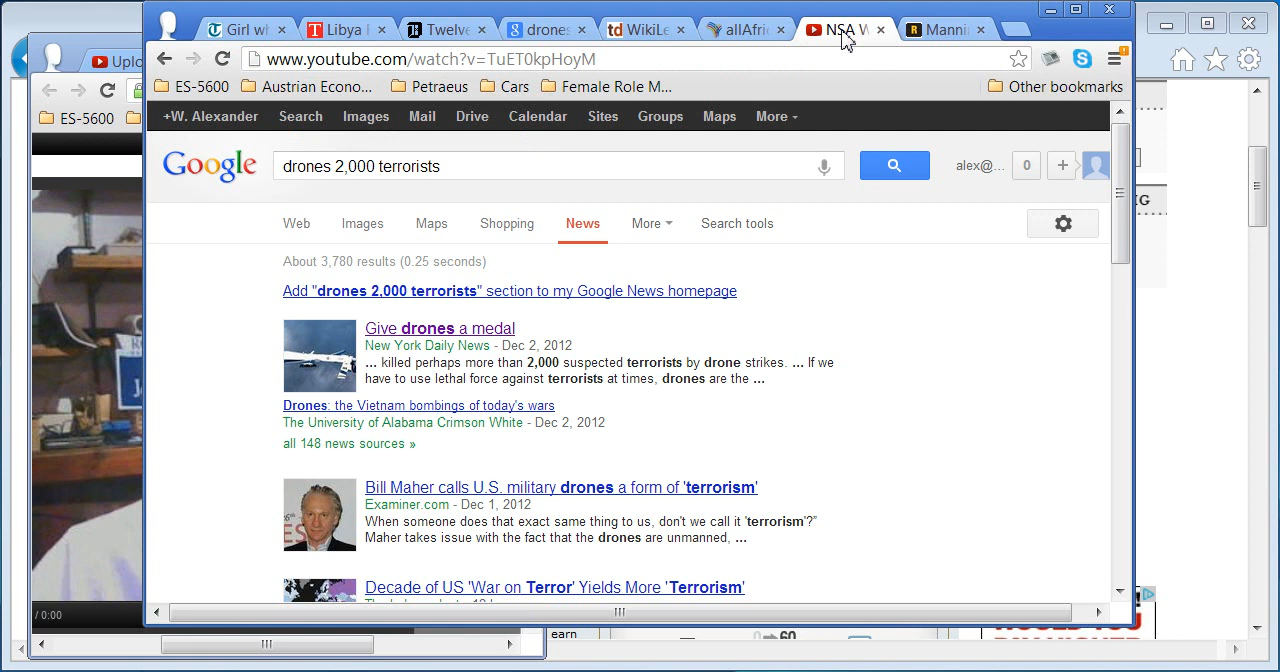 Girl wh
Libya F
Twelve
drones
WikiLe
allAfric
NSA W
Mannin
Uplo
www.youtube.com/watch?v=TuET0kpHoyM
ES-5600
Austrian Econo...
Petraeus
Cars
Female Role M...
Other bookmarks
ES-5600
+W. Alexander Search Images Mail Drive Calendar Sites Groups Maps More
Google
drones 2,000 terrorists
alex@...
0
+
Web Images Maps Shopping News More Search tools
About 3,780 results (0.25 seconds)
Add "drones 2,000 terrorists" section to my Google News homepage
Give drones a medal
New York Daily News - Dec 2, 2012
... killed perhaps more than 2,000 suspected terrorists by drone strikes. ... If we
have to use lethal force against terrorists at times, drones are the ...
Drones: the Vietnam bombings of today's wars
The University of Alabama Crimson White - Dec 2, 2012
all 148 news sources »
Bill Maher calls U.S. military drones a form of 'terrorism'
Examiner.com - Dec 1, 2012
When someone does that exact same thing to us, don't we call it 'terrorism'?”
Maher takes issue with the fact that the drones are unmanned, ...
Decade of US 'War on Terror' Yields More 'Terrorism'
/ 0:00
earn
60